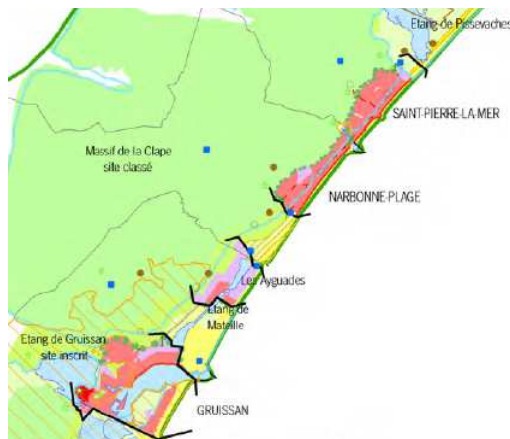 Etang de Pissevaches
SAINT-PIERRE-LA-MER
Massif de la Clape
site classé
NARBONNE-PLAGE
Les Ayguades
Etang de
Mateille
Etang de Gruissan
site inscrit
GRUISSAN